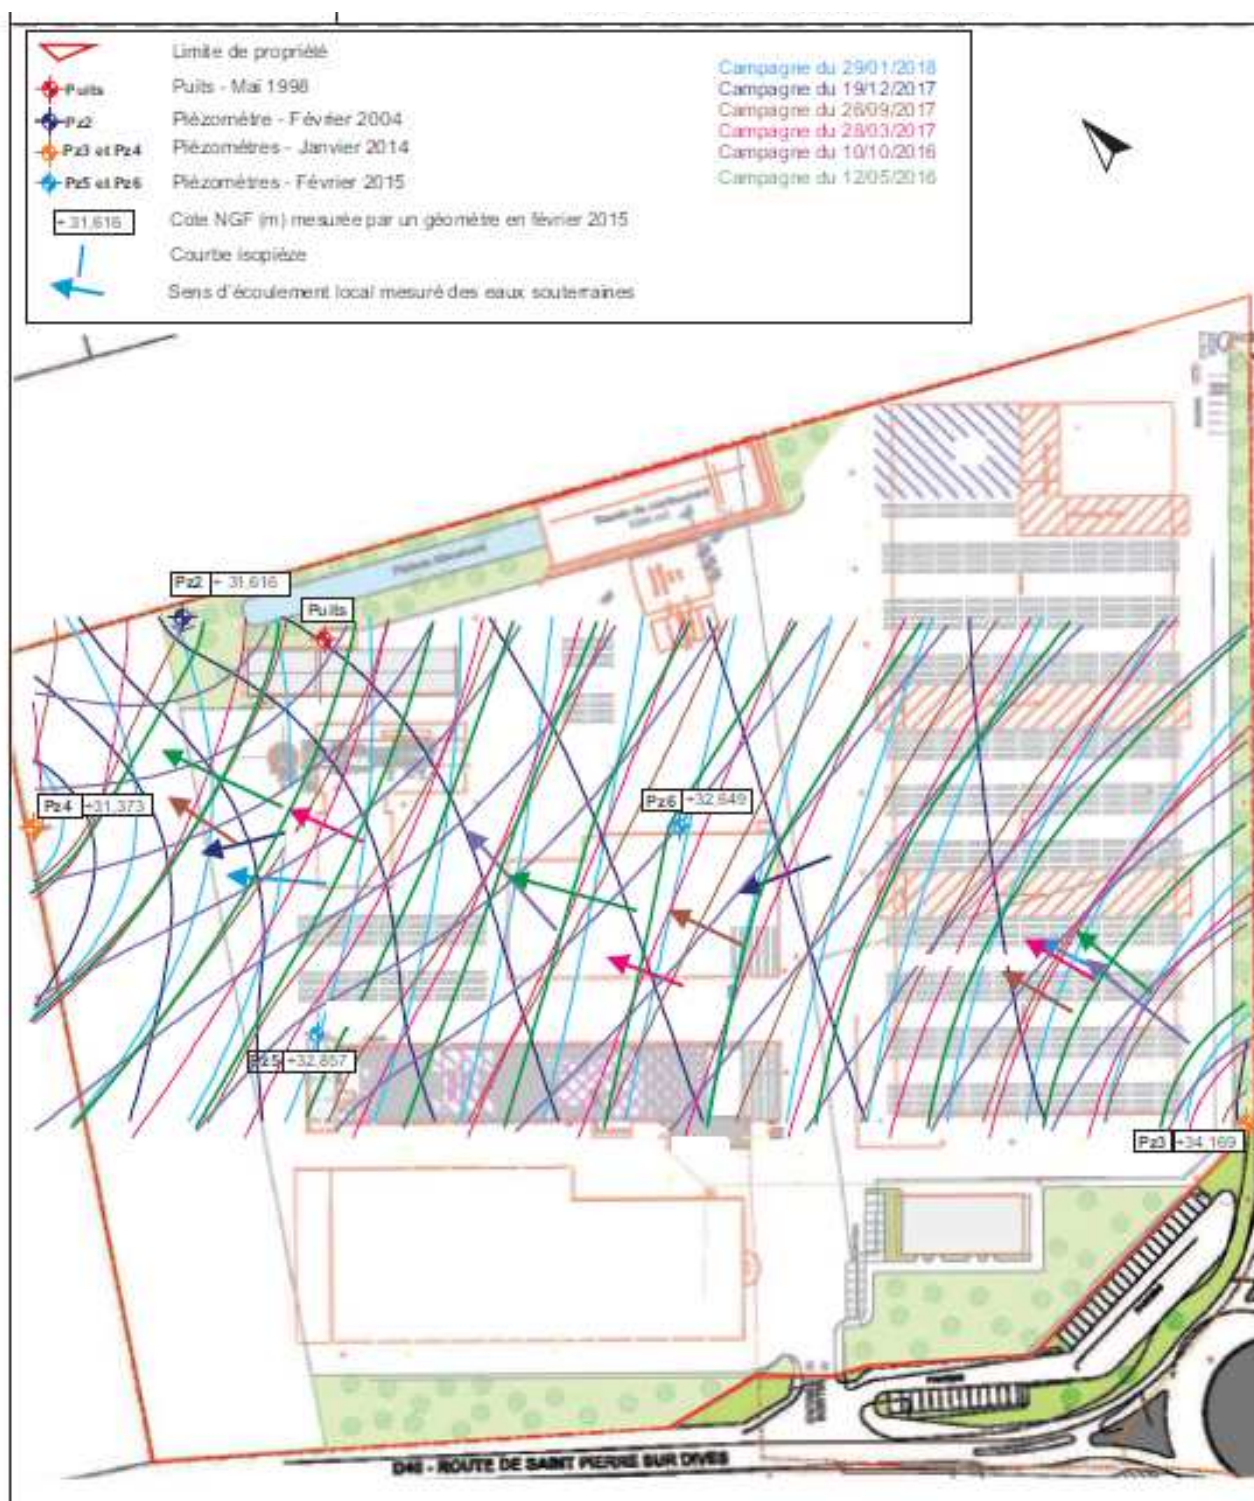 Limite de propriété
Puits
Puits - Mai 1998
Pz2
Piézomètre - Février 2004
Pz3 et Pz4
Piézomètres - Janvier 2014
Pz5 et Pz6
Piézomètres - Février 2015
+ 31,616
Cote NGF (m) mesurée par un géomètre en février 2015
Courbe isopièze
Sens d'écoulement local mesuré des eaux souterraines
Campagne du 29/01/2018
Campagne du 19/12/2017
Campagne du 26/09/2017
Campagne du 28/03/2017
Campagne du 10/10/2016
Campagne du 12/05/2016
Pz2 + 31,616
Puits
Pz4 +31,373
Pz6 +32,649
Pz5 +32,857
Pz3 +34,169
D40 - ROUTE DE SAINT PIERRE SUR DIVES